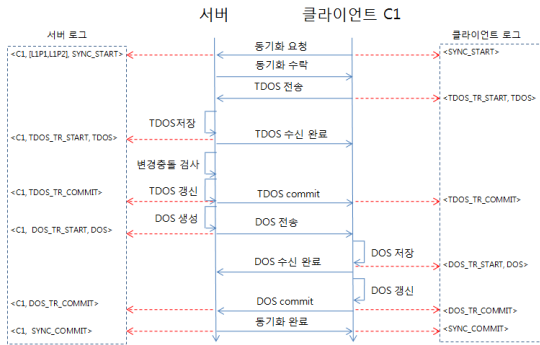 서버
클라이언트 C1
서버 로그
클라이언트 로그
동기화 요청
<C1, [L1P1,L1P2], SYNC_START>
<SYNC_START>
동기화 수락
TDOS 전송
<TDOS_TR_START, TDOS>
TDOS저장
TDOS 수신 완료
<C1, TDOS_TR_START, TDOS>
변경충돌 검사
TDOS 갱신
<C1, TDOS_TR_COMMIT>
TDOS commit
<TDOS_TR_COMMIT>
DOS 생성
DOS 전송
<C1, DOS_TR_START, DOS>
DOS 저장
DOS 수신 완료
<DOS_TR_START, DOS>
DOS 갱신
<C1, DOS_TR_COMMIT>
DOS commit
<DOS_TR_COMMIT>
<C1, SYNC_COMMIT>
동기화 완료
<SYNC_COMMIT>